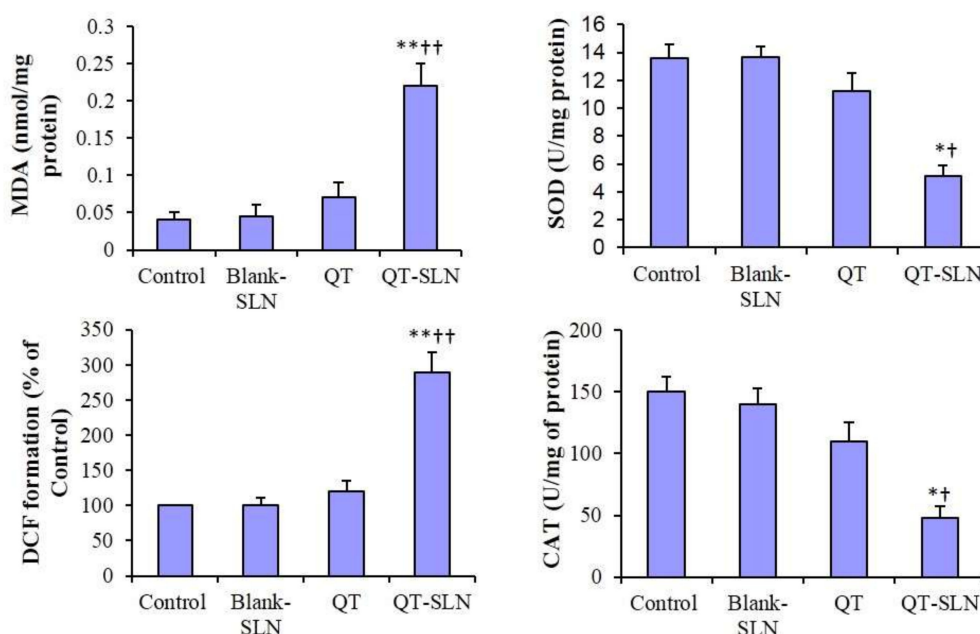 MDA (nmol/mg
protein)
0.3
0.25
0.2
0.15
0.1
0.05
0
**††
Control
Blank-
SLN
QT
QT-SLN
SOD (U/mg protein)
16
14
12
10
8
6
4
2
0
*†
Control
Blank-
SLN
QT
QT-SLN
DCF formation (% of
Control)
350
300
250
200
150
100
50
0
**††
Control
Blank-
SLN
QT
QT-SLN
CAT (U/mg of protein)
200
150
100
50
0
*†
Control
Blank-
SLN
QT
QT-SLN